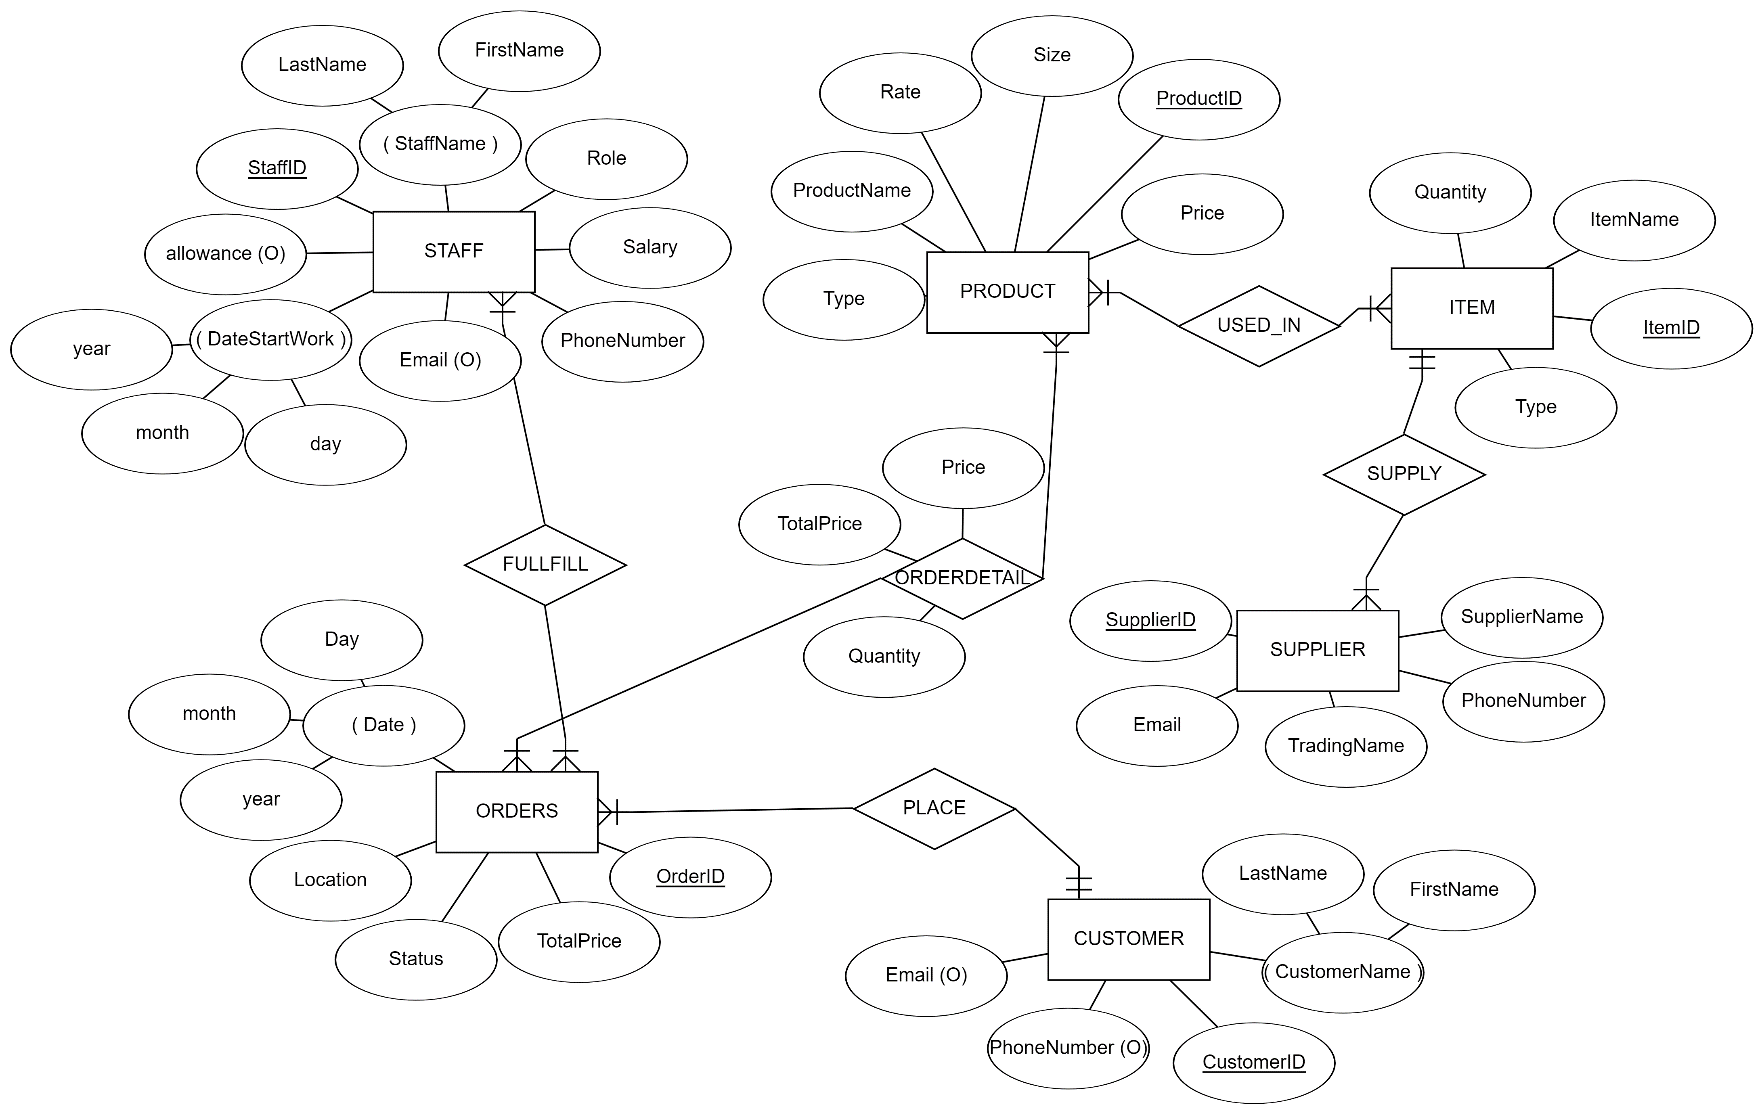 LastName
FirstName
( StaffName )
StaffID
Role
allowance (O)
STAFF
Salary
( DateStartWork )
year
month
day
Email (O)
PhoneNumber
Rate
Size
ProductID
ProductName
Price
Type
PRODUCT
USED_IN
Quantity
ItemName
ITEM
ItemID
Type
SUPPLY
FULLFILL
Price
TotalPrice
ORDERDETAIL
Quantity
SupplierID
SupplierName
SUPPLIER
Email
PhoneNumber
TradingName
Day
month
( Date )
year
ORDERS
Location
OrderID
Status
TotalPrice
PLACE
LastName
FirstName
CUSTOMER
( CustomerName )
Email (O)
PhoneNumber (O)
CustomerID